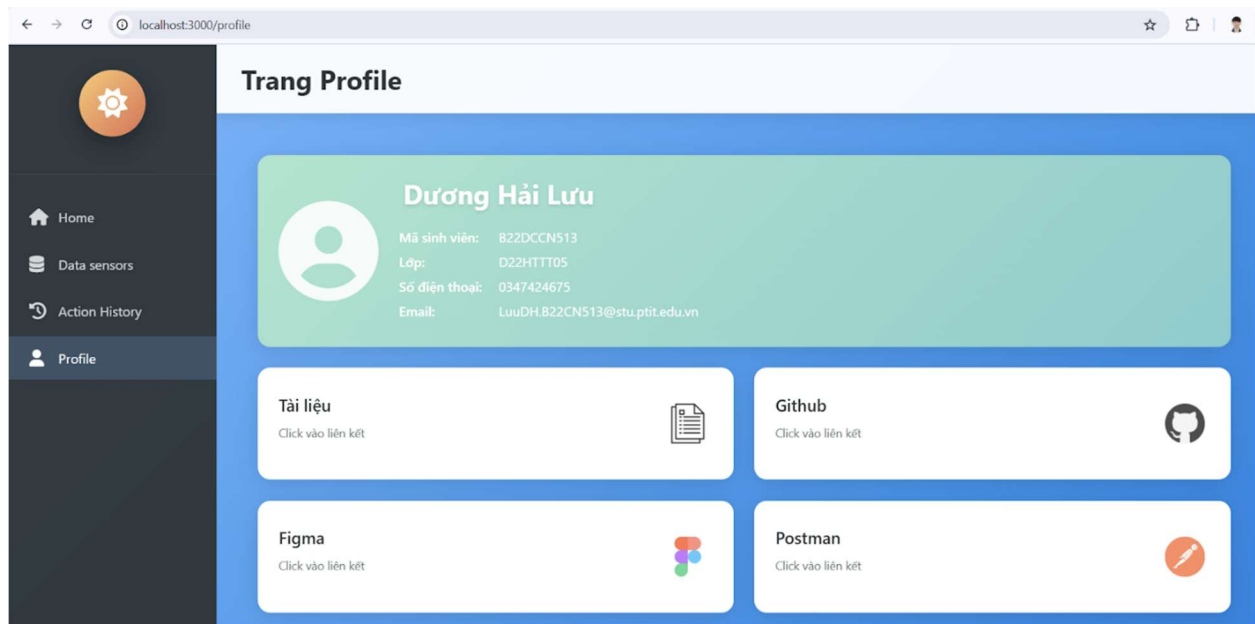 localhost:3000/profile
Trang Profile
Home
Data sensors
Action History
Profile
Dương Hải Lưu
Mã sinh viên: B22DCCN513
Lớp: D22HTTT05
Số điện thoại: 0347424675
Email: LuuDH.B22CN513@stu.ptit.edu.vn
Tài liệu
Click vào liên kết
Github
Click vào liên kết
Figma
Click vào liên kết
Postman
Click vào liên kết